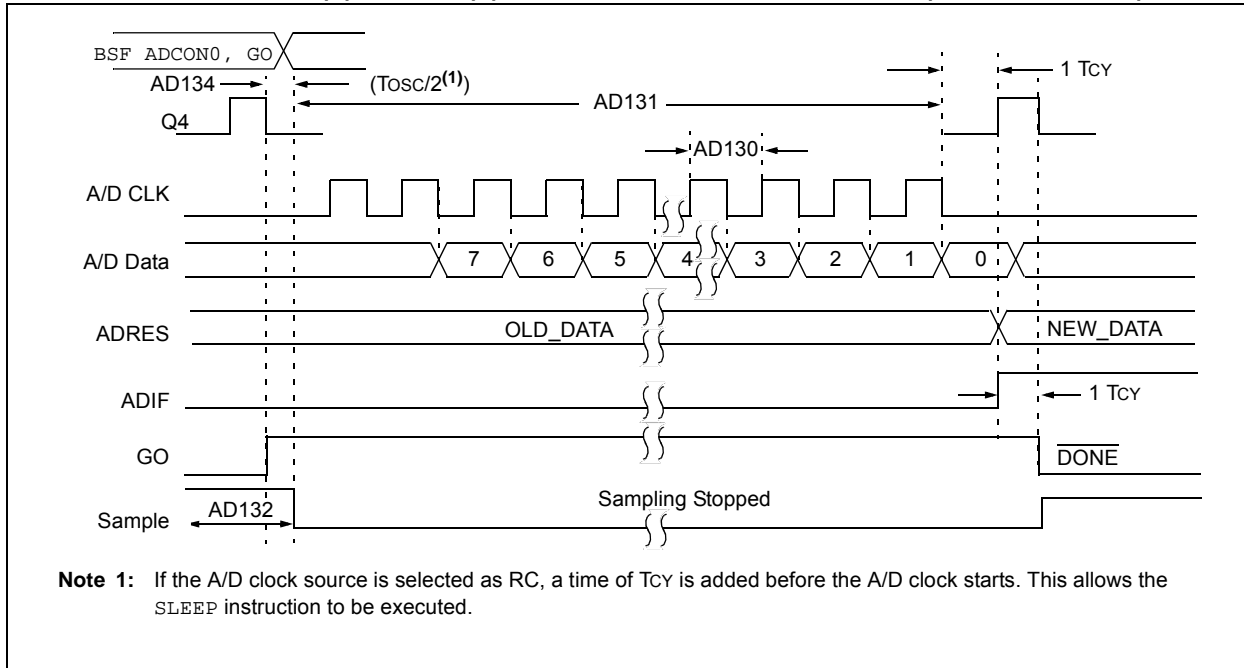 BSF ADCON0, GO
AD134
(TOSC/2(1))
AD131
1 TCY
Q4
AD130
A/D CLK
A/D Data
7 6 5 4 3 2 1 0
ADRES
OLD_DATA
NEW_DATA
ADIF
1 TCY
GO
DONE
Sample
AD132
Sampling Stopped
Note 1: If the A/D clock source is selected as RC, a time of TCY is added before the A/D clock starts. This allows the
SLEEP instruction to be executed.